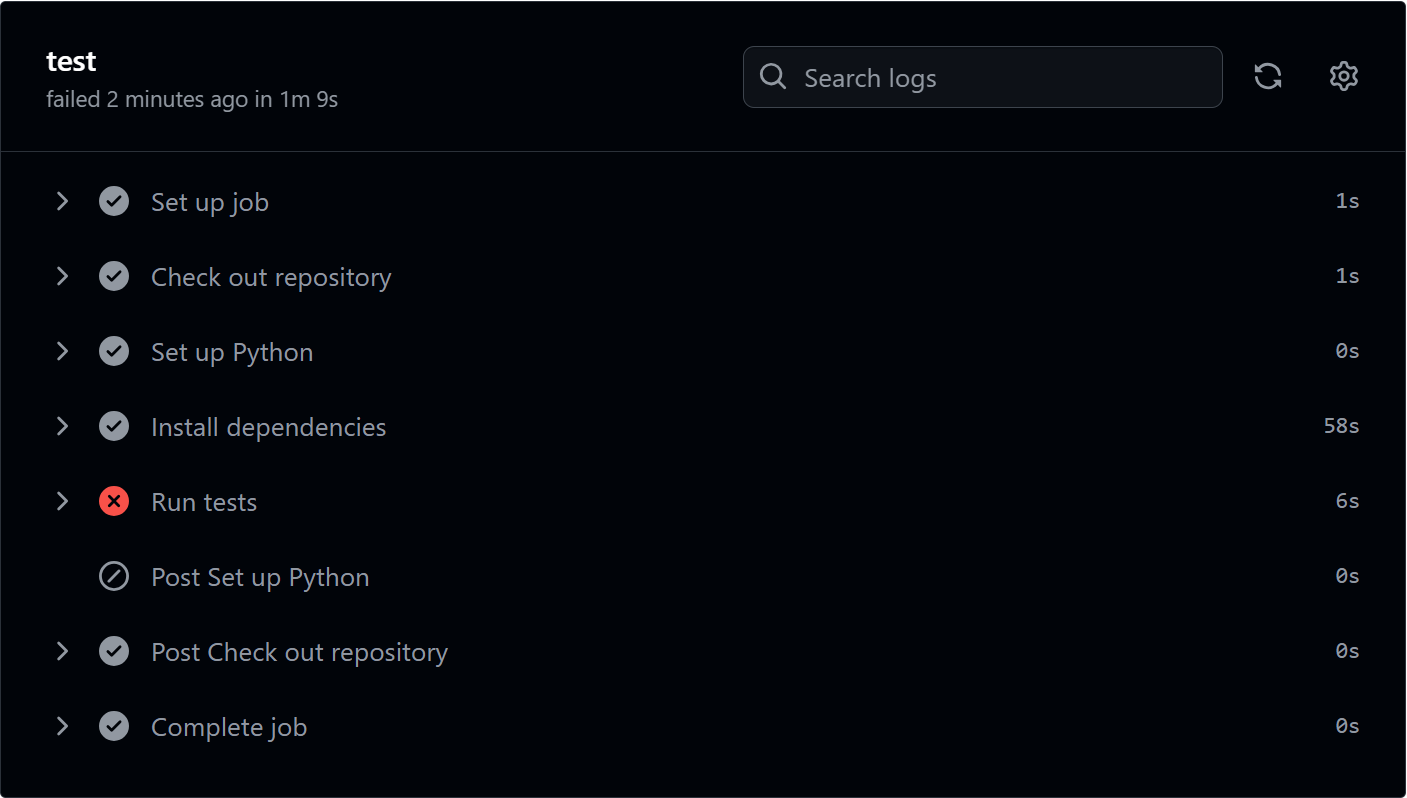 test
failed 2 minutes ago in 1m 9s
Search logs
Set up job 1s
Check out repository 1s
Set up Python 0s
Install dependencies 58s
Run tests 6s
Post Set up Python 0s
Post Check out repository 0s
Complete job 0s